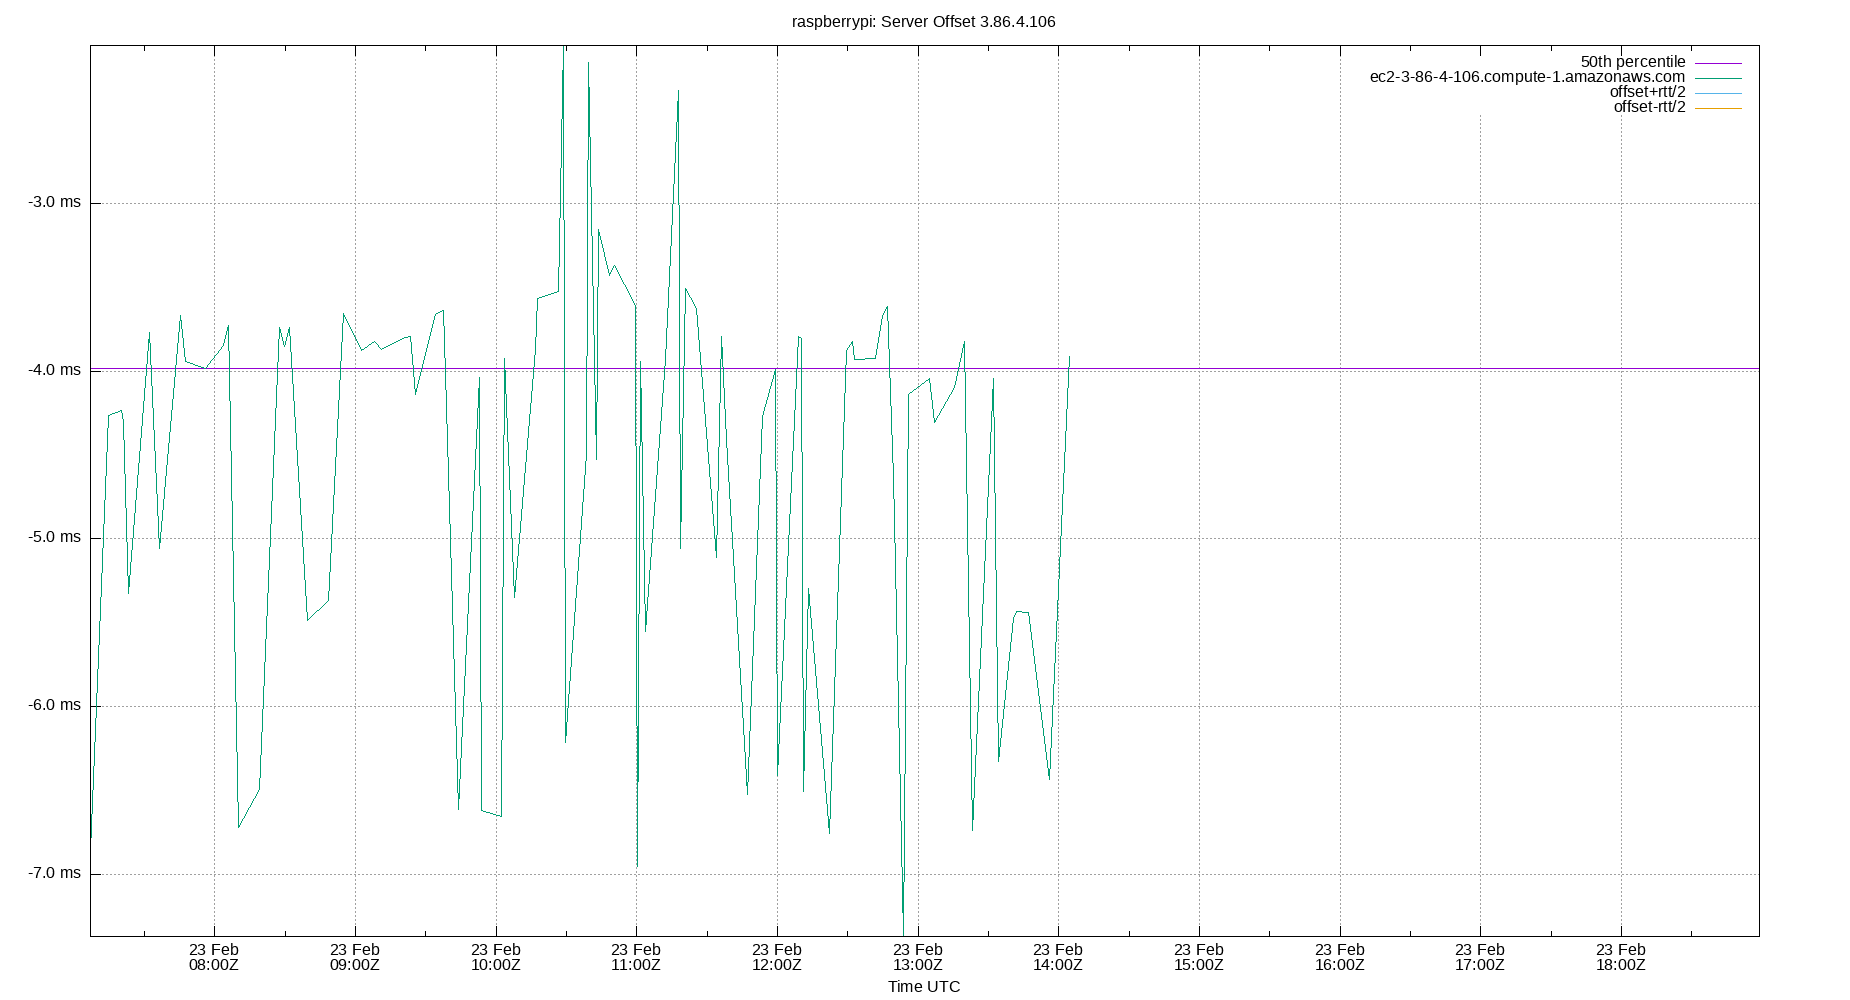 raspberrypi: Server Offset 3.86.4.106
50th percentile
ec2-3-86-4-106.compute-1.amazonaws.com
offset+rtt/2
offset-rtt/2
-3.0 ms
-4.0 ms
-5.0 ms
-6.0 ms
-7.0 ms
23 Feb 23 Feb 23 Feb 23 Feb 23 Feb 23 Feb 23 Feb 23 Feb 23 Feb 23 Feb 23 Feb
08:00Z 09:00Z 10:00Z 11:00Z 12:00Z 13:00Z 14:00Z 15:00Z 16:00Z 17:00Z 18:00Z
Time UTC